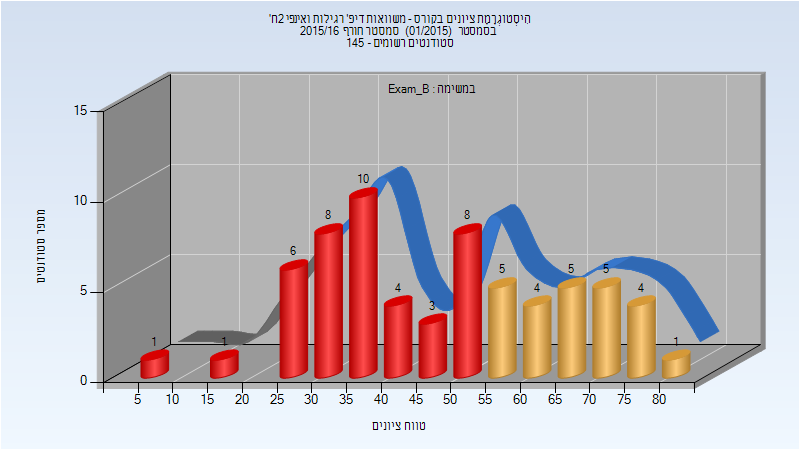 היסטוגרמת ציונים בקורס - משוואות דיפ' רגילות ואינפי 2ח'
בסמסטר (01/2015) סמסטר חורף 2015/16
סטודנטים רשומים - 145
במשימה : Exam_B
מספר סטודנטים
15
10
5
0
1
1
6
8
10
4
3
8
5
4
5
5
4
1
5 10 15 20 25 30 35 40 45 50 55 60 65 70 75 80
טווח ציונים